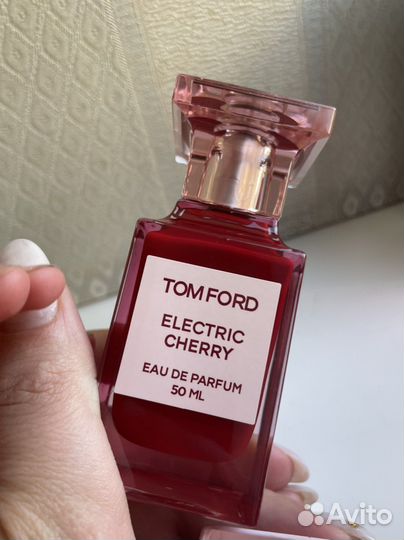 TOM FORD
ELECTRIC
CHERRY
EAU DE PARFUM
50 ML
Avito